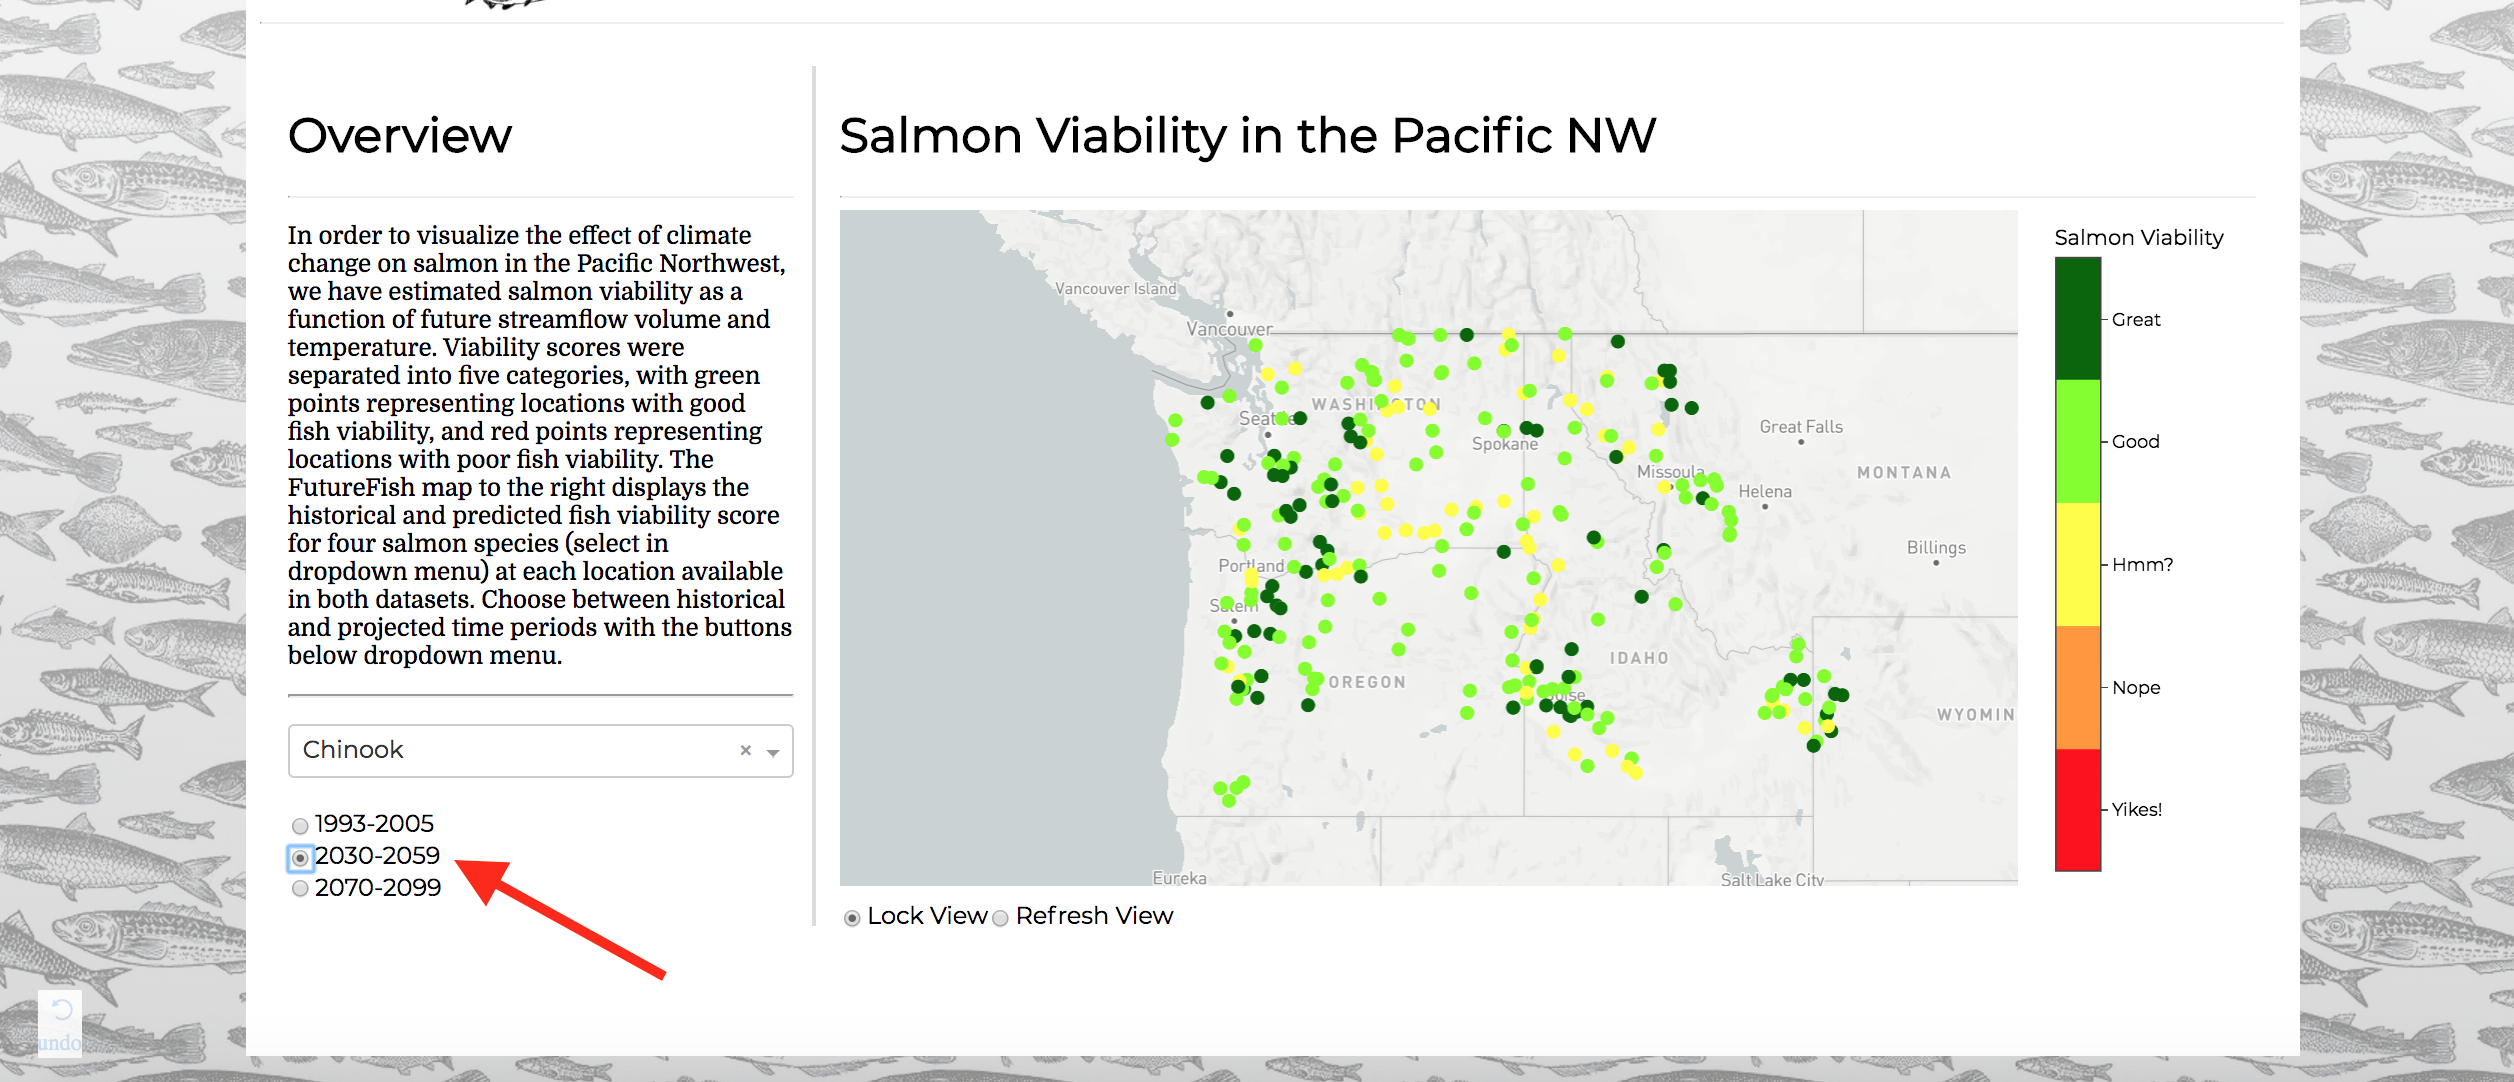 Overview
In order to visualize the effect of climate
change on salmon in the Pacific Northwest,
we have estimated salmon viability as a
function of future streamflow volume and
temperature. Viability scores were
separated into five categories, with green
points representing locations with good
fish viability, and red points representing
locations with poor fish viability. The
FutureFish map to the right displays the
historical and predicted fish viability score
for four salmon species (select in
dropdown menu) at each location available
in both datasets. Choose between historical
and projected time periods with the buttons
below dropdown menu.
Chinook
1993-2005
2030-2059
2070-2099
undo
Salmon Viability in the Pacific NW
Vancouver Island
Vancouver
WASHINGTON
Seattle
Spokane
Great Falls
Missoula
MONTANA
Helena
Billings
Portland
Salem
IDAHO
OREGON
Boise
WYOMIN
Eureka
Salt Lake City
Lock View Refresh View
Salmon Viability
Great
Good
Hmm?
Nope
Yikes!